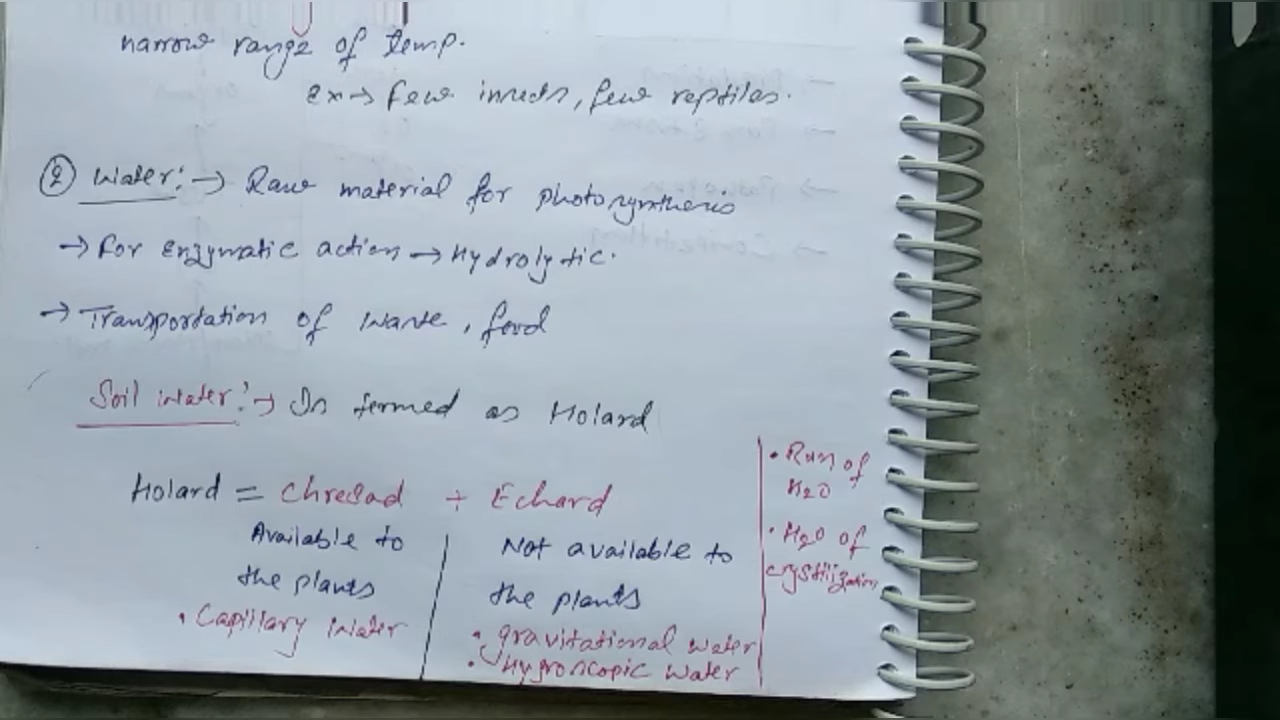 narrow range of temp.
ex → few insects, few reptiles.
② Water: → Raw material for photosynthesis
→ For enzymatic action → Hydrolytic.
→ Transportation of waste, food
Soil water: → Is termed as Holard
Holard = Chresad + Echard
Available to
the plants
• Capillary Water
Not available to
the plants
• gravitational water
• Hygroscopic Water
• Run of
H2O
• H2O of
crystilization